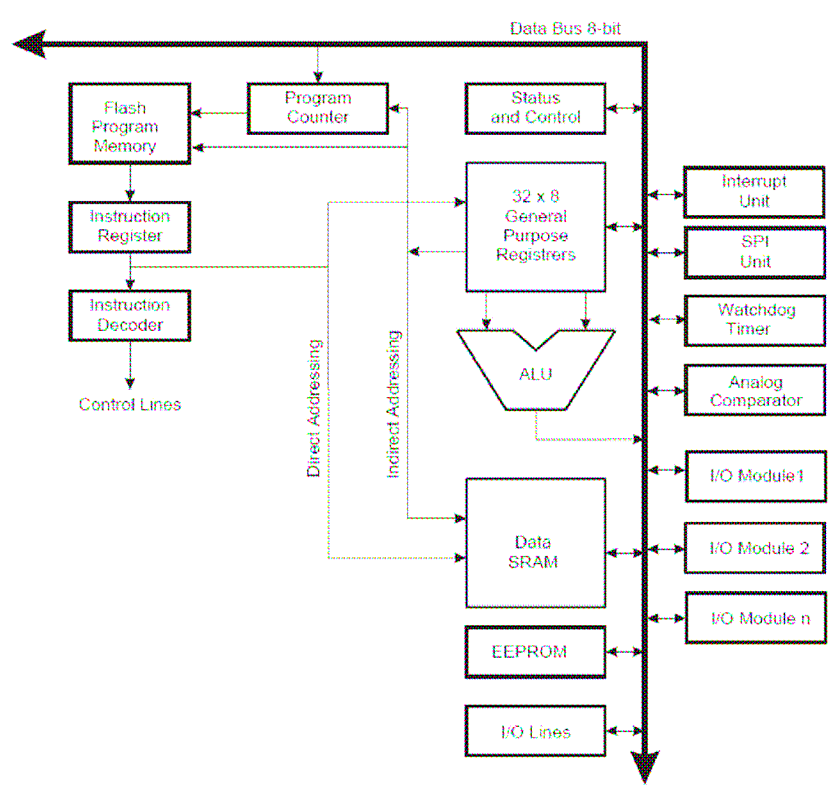 Data Bus 8-bit
Flash
Program
Memory
Program
Counter
Status
and Control
Interrupt
Unit
32 x 8
General
Purpose
Registrers
Instruction
Register
SPI
Unit
Instruction
Decoder
Watchdog
Timer
ALU
Control Lines
Analog
Comparator
Direct Addressing
Indirect Addressing
I/O Module1
Data
SRAM
I/O Module 2
I/O Module n
EEPROM
I/O Lines